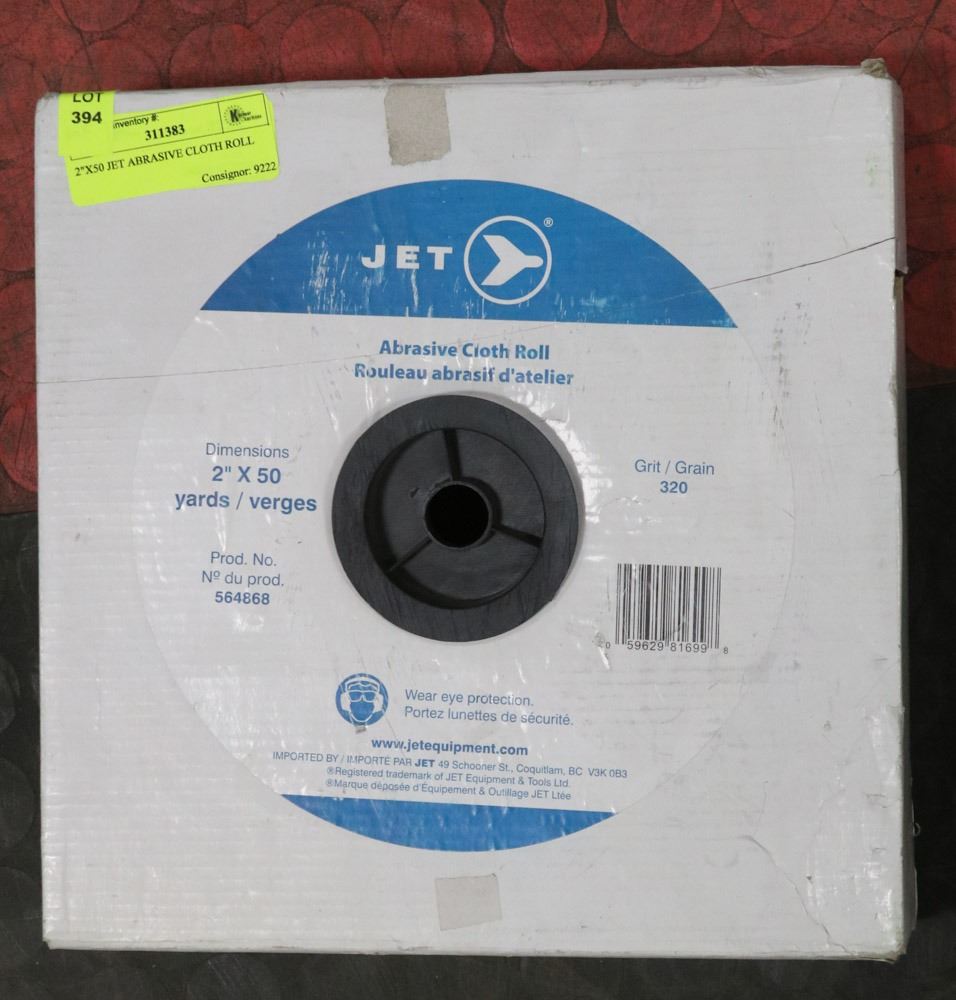 LOT
394
Inventory #:
311383
2"X50 JET ABRASIVE CLOTH ROLL
Consignor: 9222
JET ®
Abrasive Cloth Roll
Rouleau abrasif d'atelier
Dimensions
2" X 50
yards / verges
Grit / Grain
320
Prod. No.
Nº du prod.
564868
0 59629 81699 8
Wear eye protection.
Portez lunettes de sécurité.
www.jetequipment.com
IMPORTED BY / IMPORTÉ PAR JET 49 Schooner St., Coquitlam, BC V3K 0B3
®Registered trademark of JET Equipment & Tools Ltd.
®Marque déposée d'Équipement & Outillage JET Ltée